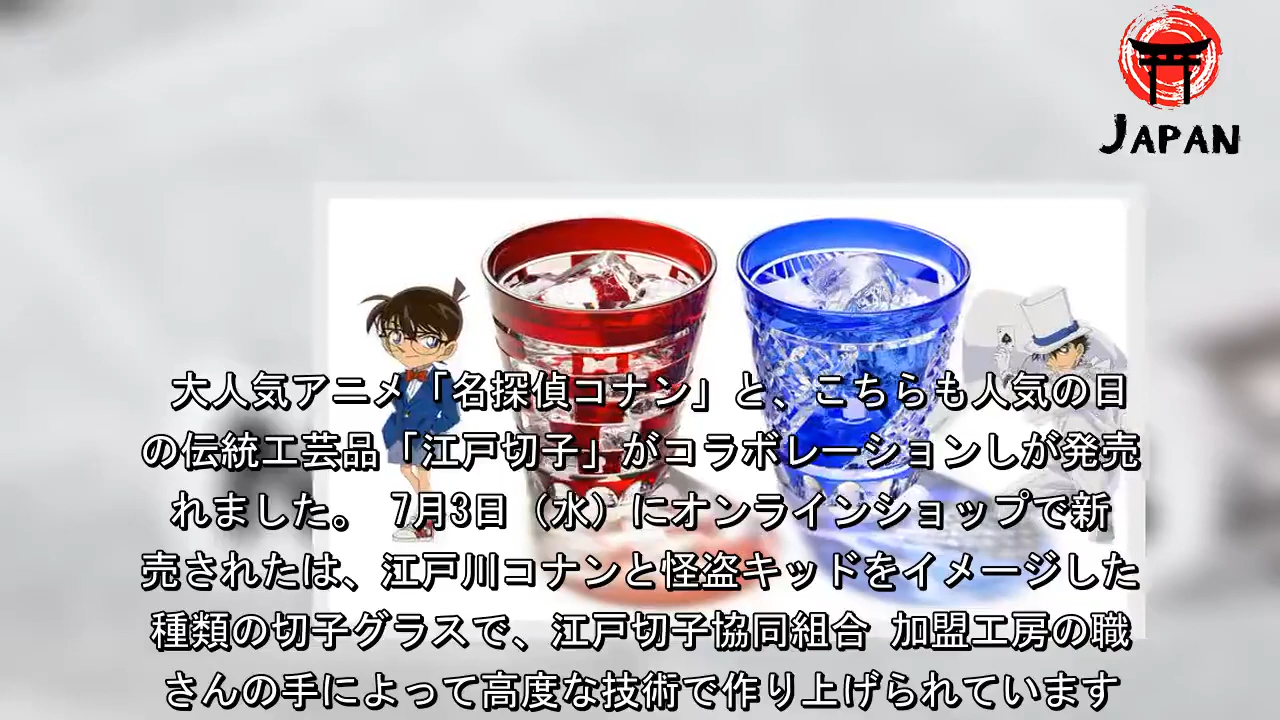 JAPAN
大人気アニメ「名探偵コナン」と、こちらも人気の日
の伝統工芸品「江戸切子」がコラボレーションしが発売
れました。 7月3日（水）にオンラインショップで新
売されたは、江戸川コナンと怪盗キッドをイメージした
種類の切子グラスで、江戸切子協同組合 加盟工房の職
さんの手によって高度な技術で作り上げられています